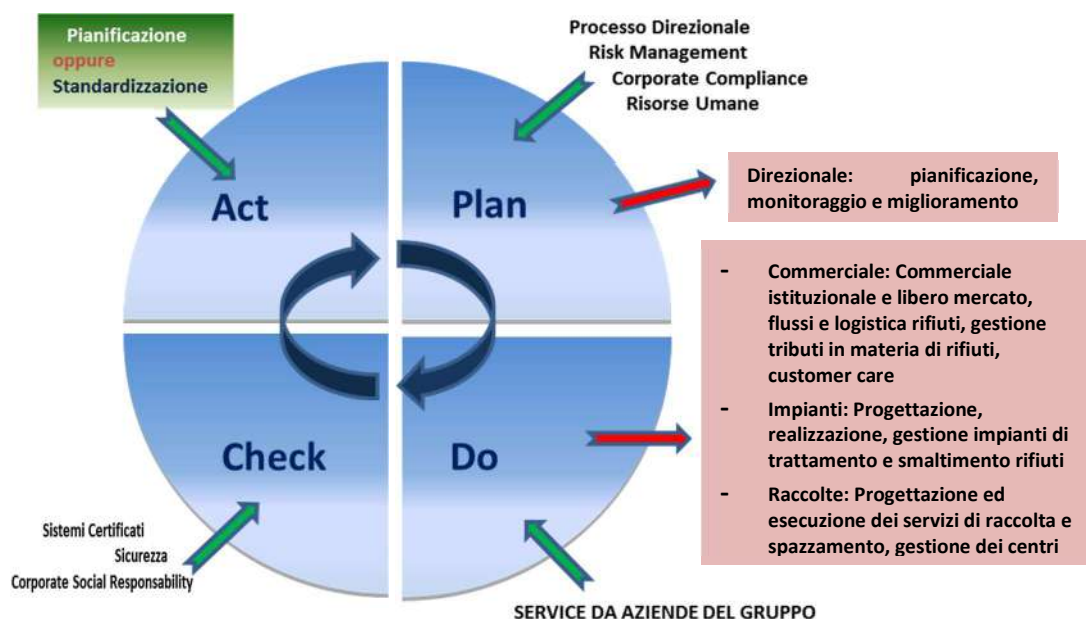 Pianificazione
oppure
Standardizzazione
Processo Direzionale
Risk Management
Corporate Compliance
Risorse Umane
Act
Plan
Direzionale: pianificazione,
monitoraggio e miglioramento
- Commerciale: Commerciale
istituzionale e libero mercato,
flussi e logistica rifiuti, gestione
tributi in materia di rifiuti,
customer care
- Impianti: Progettazione,
realizzazione, gestione impianti di
trattamento e smaltimento rifiuti
- Raccolte: Progettazione ed
esecuzione dei servizi di raccolta e
spazzamento, gestione dei centri
Check
Do
Sistemi Certificati
Sicurezza
Corporate Social Responsability
SERVICE DA AZIENDE DEL GRUPPO